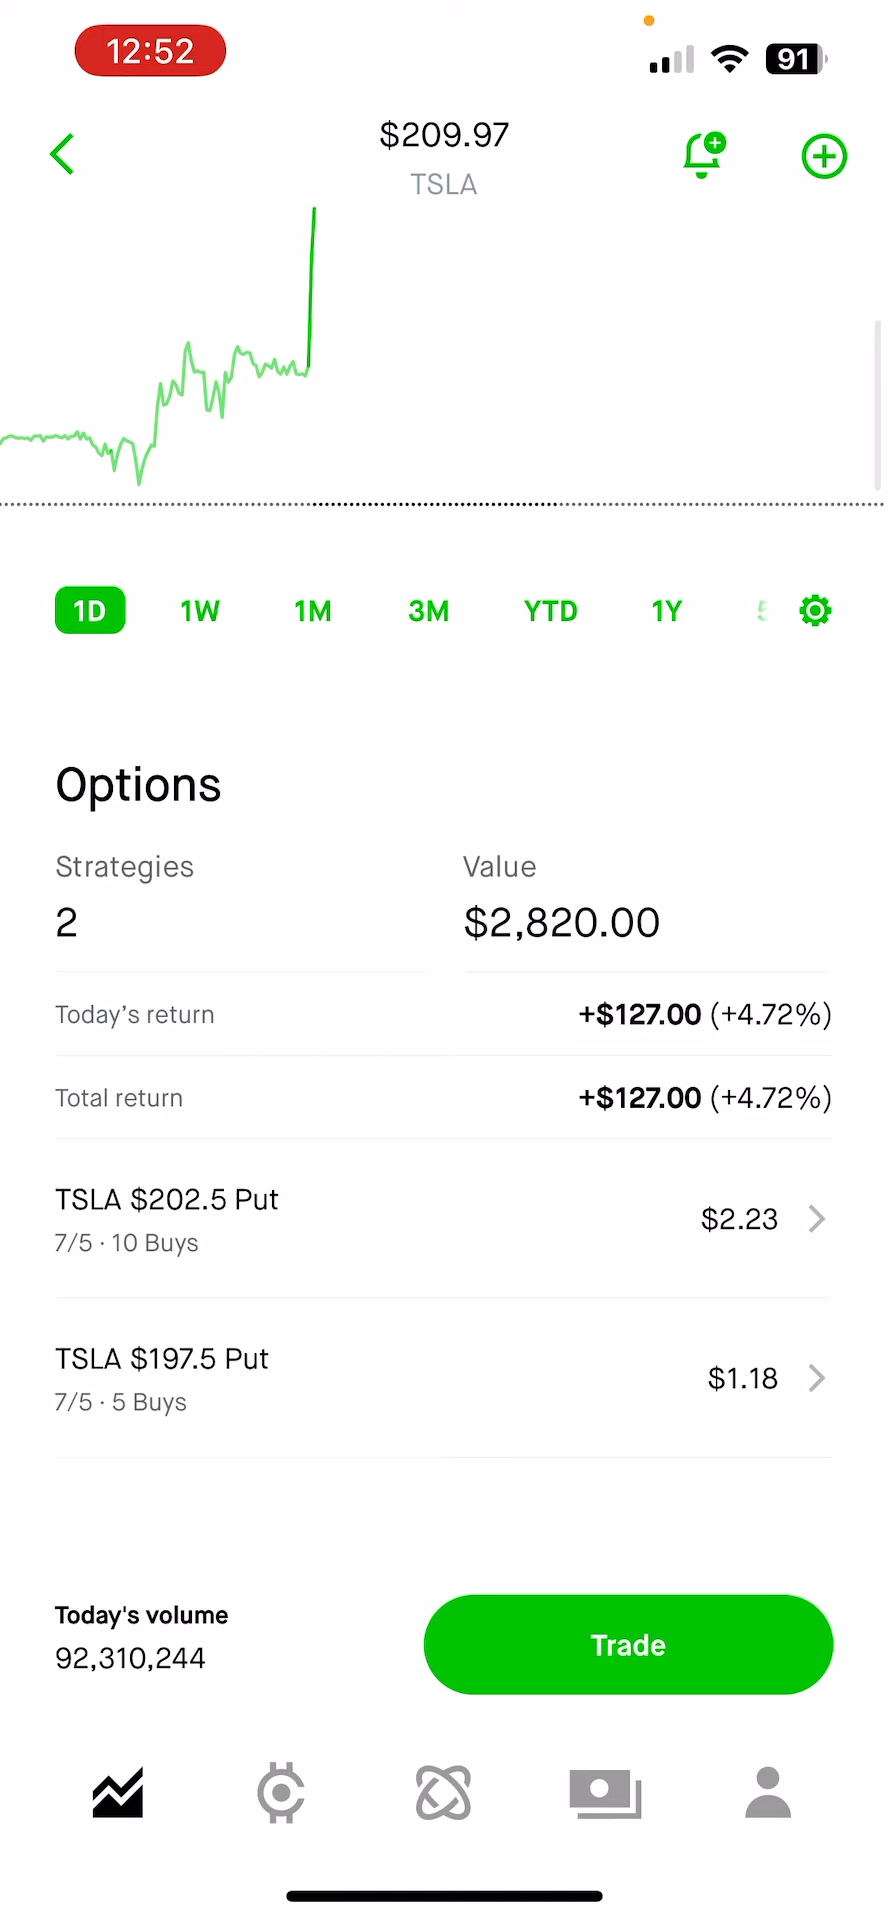 12:52
91
$209.97
TSLA
1D 1W 1M 3M YTD 1Y
Options
Strategies Value
2 $2,820.00
Today’s return +$127.00 (+4.72%)
Total return +$127.00 (+4.72%)
TSLA $202.5 Put
$2.23
7/5 · 10 Buys
TSLA $197.5 Put
$1.18
7/5 · 5 Buys
Today's volume
Trade
92,310,244